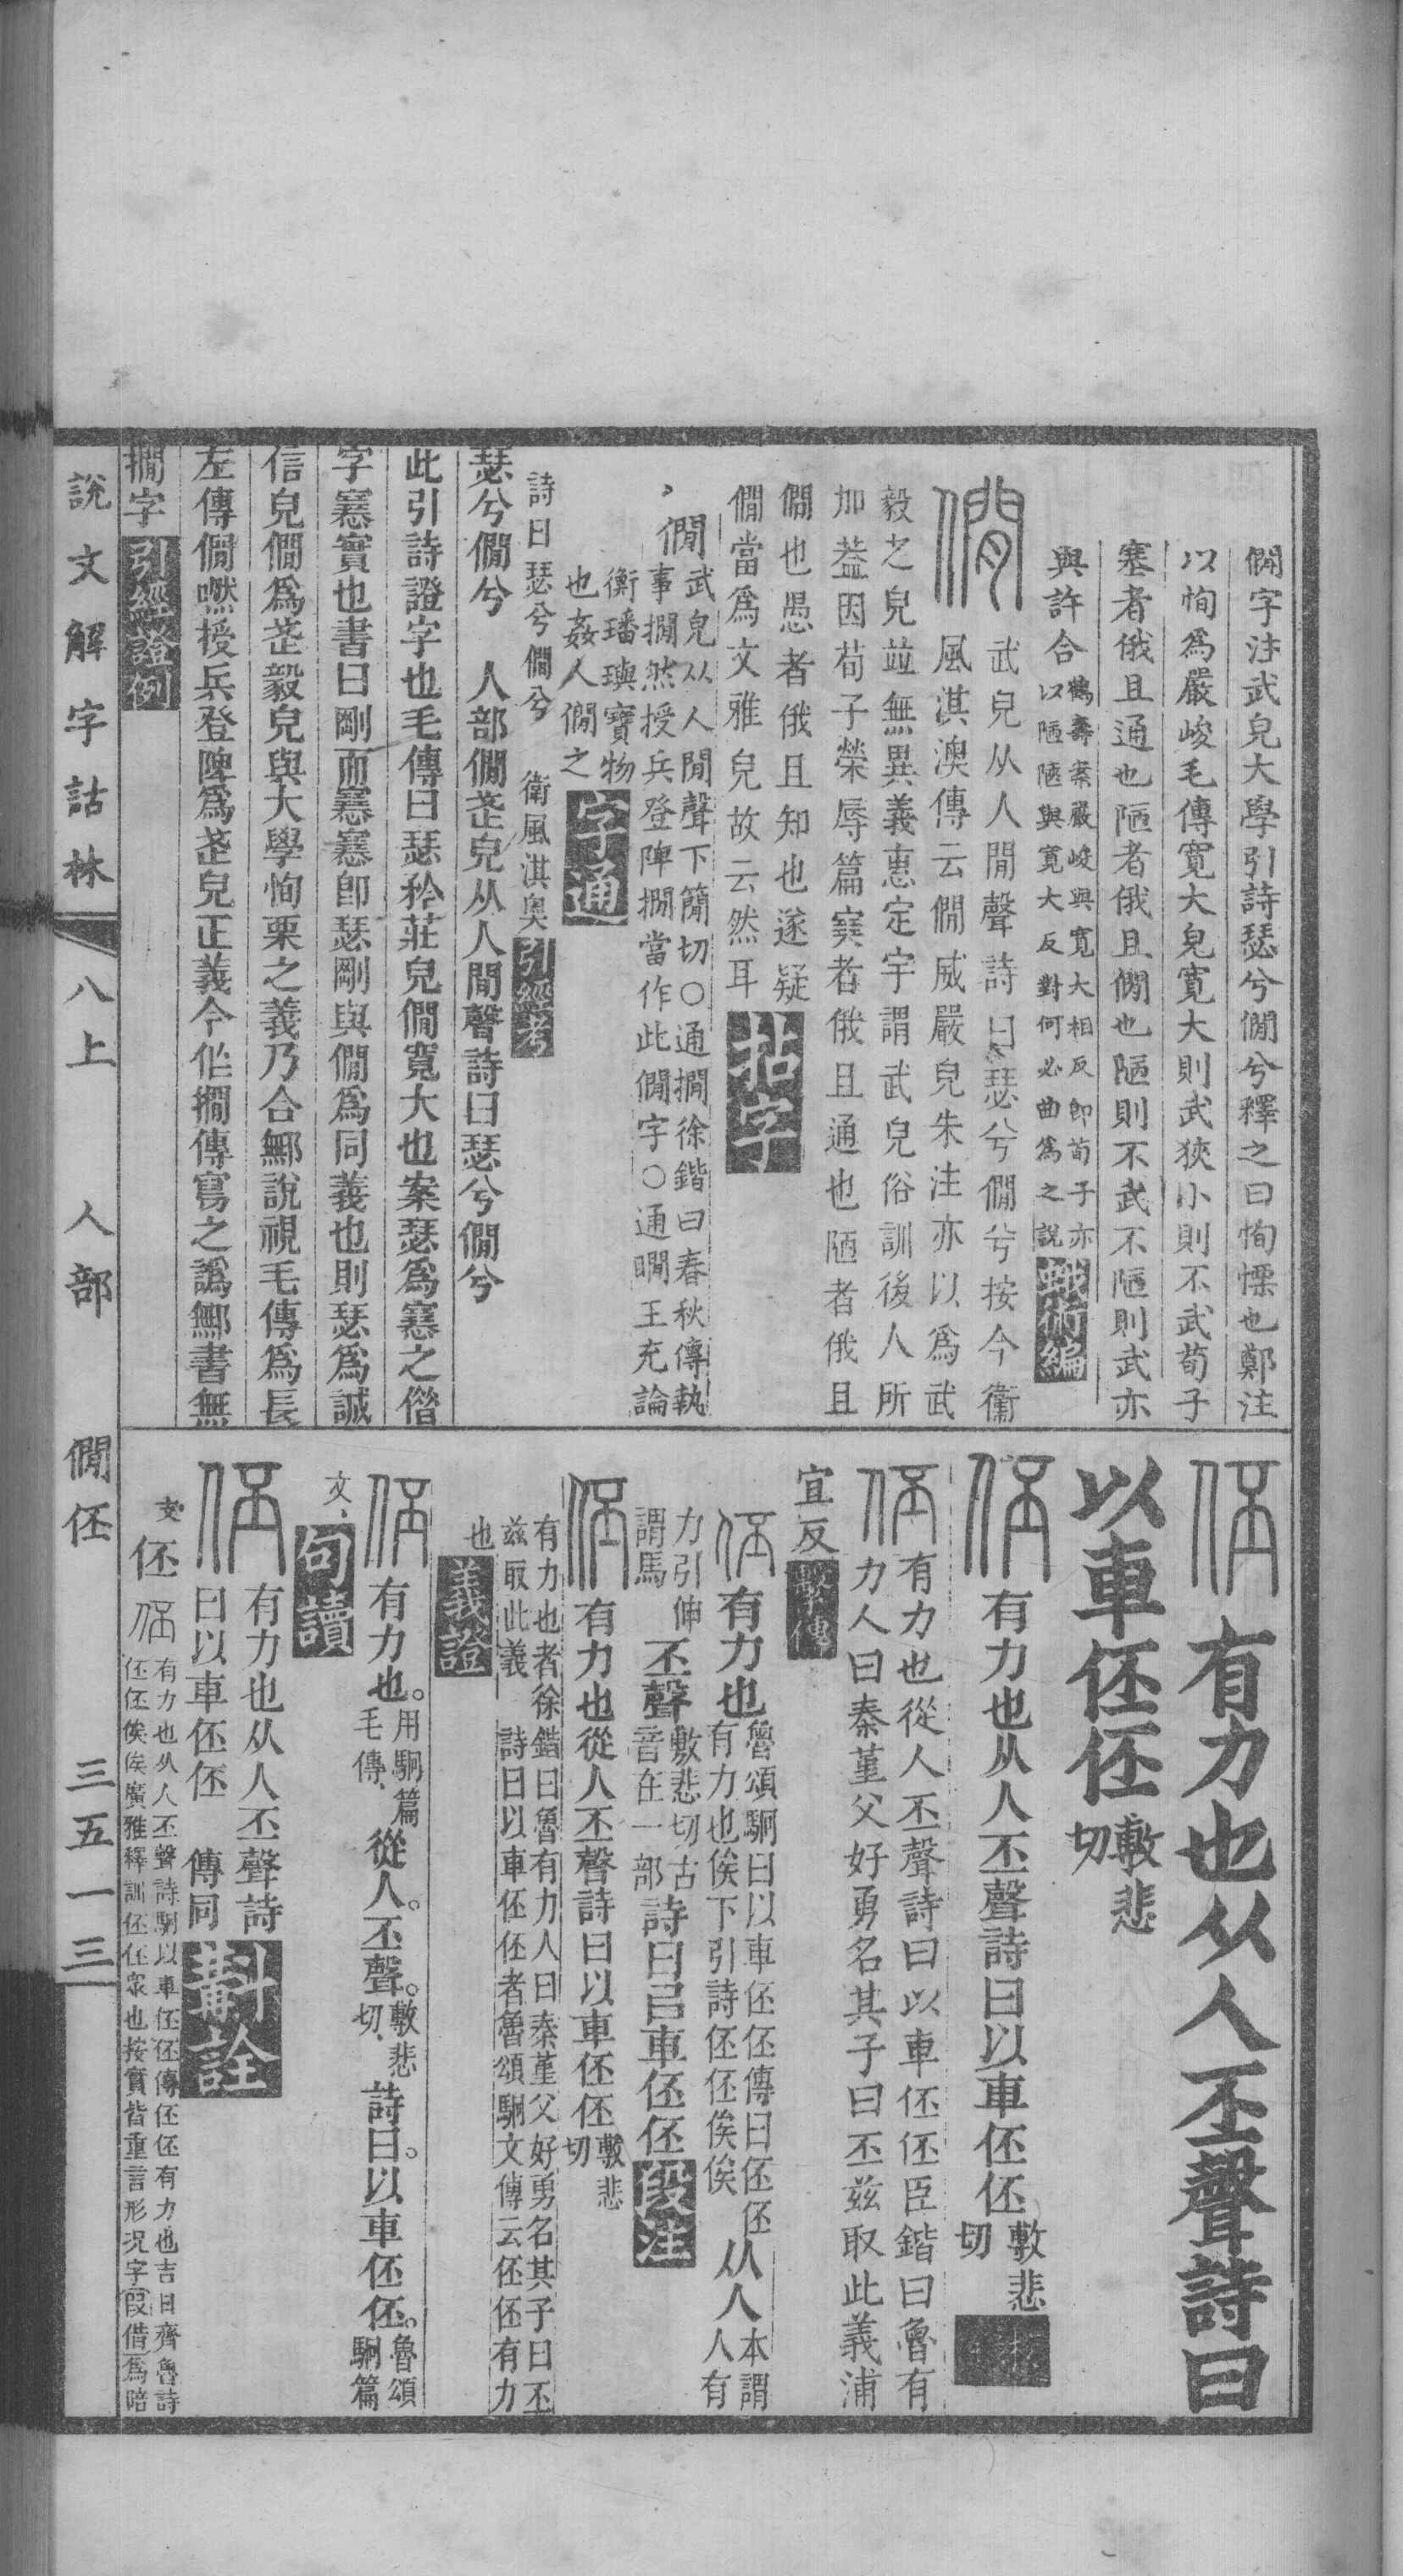 僩字注武皃大學引詩瑟兮僩兮釋之曰恂慄也鄭注
以恂爲嚴峻毛傳寬大皃寬大則武狹小則不武荀子
塞者俄且通也陋者俄且僩也陋則不武不陋則武亦
與許合鶴壽案嚴峻與寬大相反卽荀子亦
以陋陋與寬大反對何必曲爲之說蛾術編
僩武皃从人閒聲詩曰瑟兮僩兮按今衞
風淇澳傳云僩威嚴皃朱注亦以爲武
毅之皃竝無異義惠定宇謂武皃俗訓後人所
加葢因荀子榮辱篇塞者俄且通也陋者俄且
僩也愚者俄且知也遂疑
僩當爲文雅皃故云然耳拈字
僩武皃从人閒聲下簡切○通撊徐鍇曰春秋傳執
事撊然授兵登陴撊當作此僩字○通瞷王充論
衡璠璵寶物
也姦人僩之字通
詩曰瑟兮僩兮 衛風淇奧引經考
瑟兮僩兮 人部僩莊皃从人閒聲詩曰瑟兮僩兮
此引詩證字也毛傳曰瑟矜莊皃僩寬大也案瑟爲㥶之僭
字㥶實也書曰剛而㥶㥶卽瑟剛與僩爲同義也則瑟爲誠
信皃僩爲莊毅皃與大學恂栗之義乃合鄦說視毛傳爲長
左傳僩嘫授兵登陴爲莊皃正義今作撊傳寫之譌鄦書無
撊字引經證例
伾有力也从人丕聲詩曰
以車伾伾敷悲
切
伾有力也从人丕聲詩曰以車伾伾敷悲
切
伾有力也從人丕聲詩曰以車伾伾臣鍇曰魯有
力人曰秦堇父好勇名其子曰丕兹取此義浦
宜反繫傳
伾有力也魯頌駉曰以車伾伾傳曰伾伾
有力也俟下引詩伾伾俟俟从人本謂
人有
力引伸
謂馬丕聲敷悲切古
音在一部詩曰㠯車伾伾段注
伾有力也從人丕聲詩曰以車伾伾敷悲
切
有力也者徐鍇曰魯有力人曰秦堇父好勇名其子曰丕
兹取此義 詩曰以車伾伾者魯頌駉文傳云伾伾有力
也義證
伾有力也。用駉篇
毛傳、從人。丕聲。敷悲
切、詩曰。以車伾伾。魯頌
駉篇
文、句讀
伾有力也从人丕聲詩
曰以車伾伾 傳同斠詮
伾有力也从人丕聲詩駉以車伾伾傳伾伾有力也吉日齊魯詩
伾伾俟俟廣雅釋訓伾伾衆也按實皆重言形況字假借爲唔
說文解字詁林 八上 人部 僩伾 三五一三